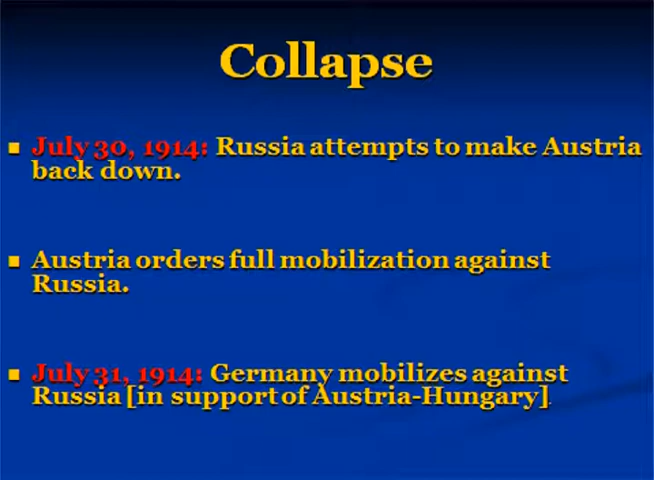 Collapse
July 30, 1914: Russia attempts to make Austria
back down.
Austria orders full mobilization against
Russia.
July 31, 1914: Germany mobilizes against
Russia [in support of Austria-Hungary]